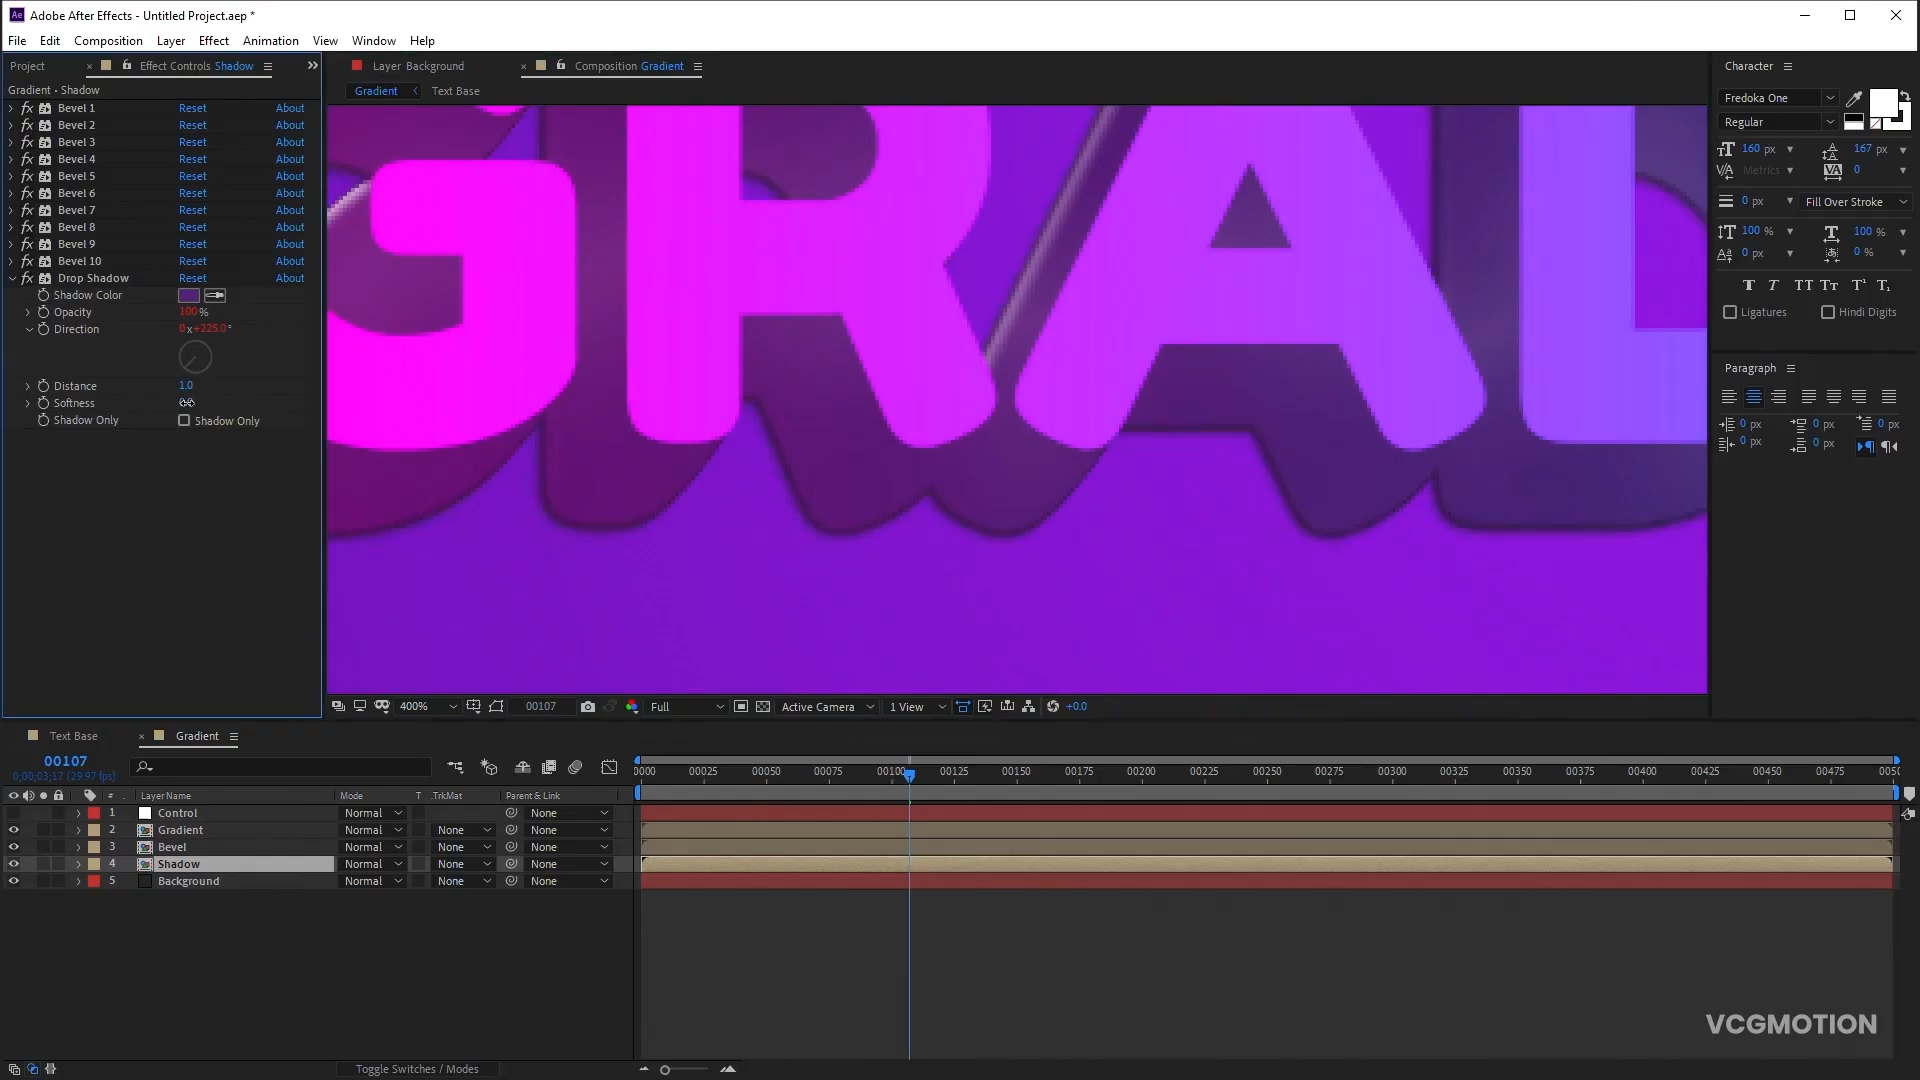 Adobe After Effects - Untitled Project.aep *
File Edit Composition Layer Effect Animation View Window Help
Project Effect Controls Shadow
Layer Background
Composition Gradient
Character
Gradient • Shadow
Gradient Text Base
Bevel 1 Reset About
Bevel 2 Reset About
Bevel 3 Reset About
Bevel 4 Reset About
Bevel 5 Reset About
Bevel 6 Reset About
Bevel 7 Reset About
Bevel 8 Reset About
Bevel 9 Reset About
Bevel 10 Reset About
Drop Shadow Reset About
Shadow Color
Opacity 100 %
Direction 0 x +225.0 °
Distance 1.0
Softness
Shadow Only Shadow Only
GRAL
400% 00107 Full Active Camera 1 View +0.0
Fredoka One
Regular
160 px 167 px
Metrics 0
0 px Fill Over Stroke
100 % 100 %
0 px 0 %
Ligatures Hindi Digits
Paragraph
0 px 0 px 0 px
0 px 0 px
Text Base Gradient
00107
0;00;03;17 (29.97 fps)
0000 00025 00050 00075 00100 00125 00150 00175 00200 00225 00250 00275 00300 00325 00350 00375 00400 00425 00450 00475 0050
# Layer Name Mode T .TrkMat Parent & Link
1 Control Normal None
2 Gradient Normal None None
3 Bevel Normal None None
4 Shadow Normal None None
5 Background Normal None None
VCGMOTION
Toggle Switches / Modes